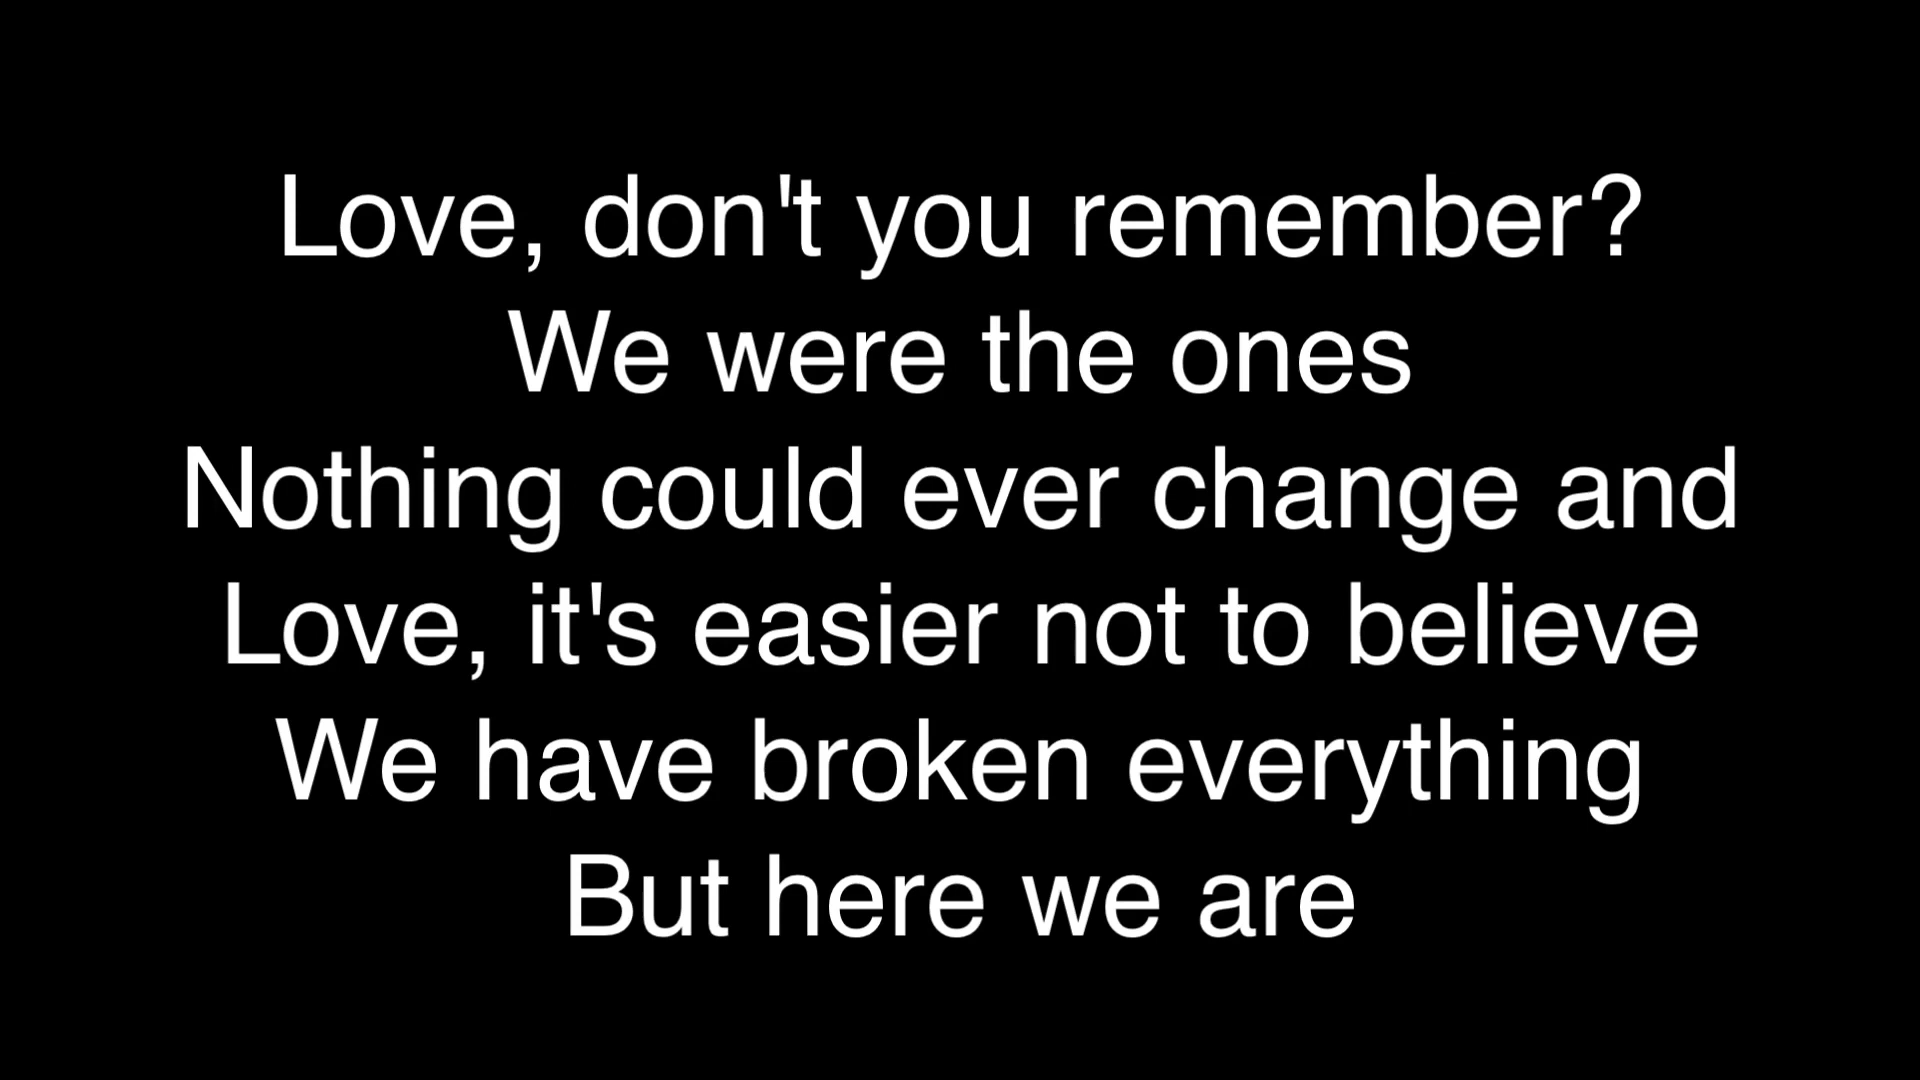 Love, don't you remember?
We were the ones
Nothing could ever change and
Love, it's easier not to believe
We have broken everything
But here we are